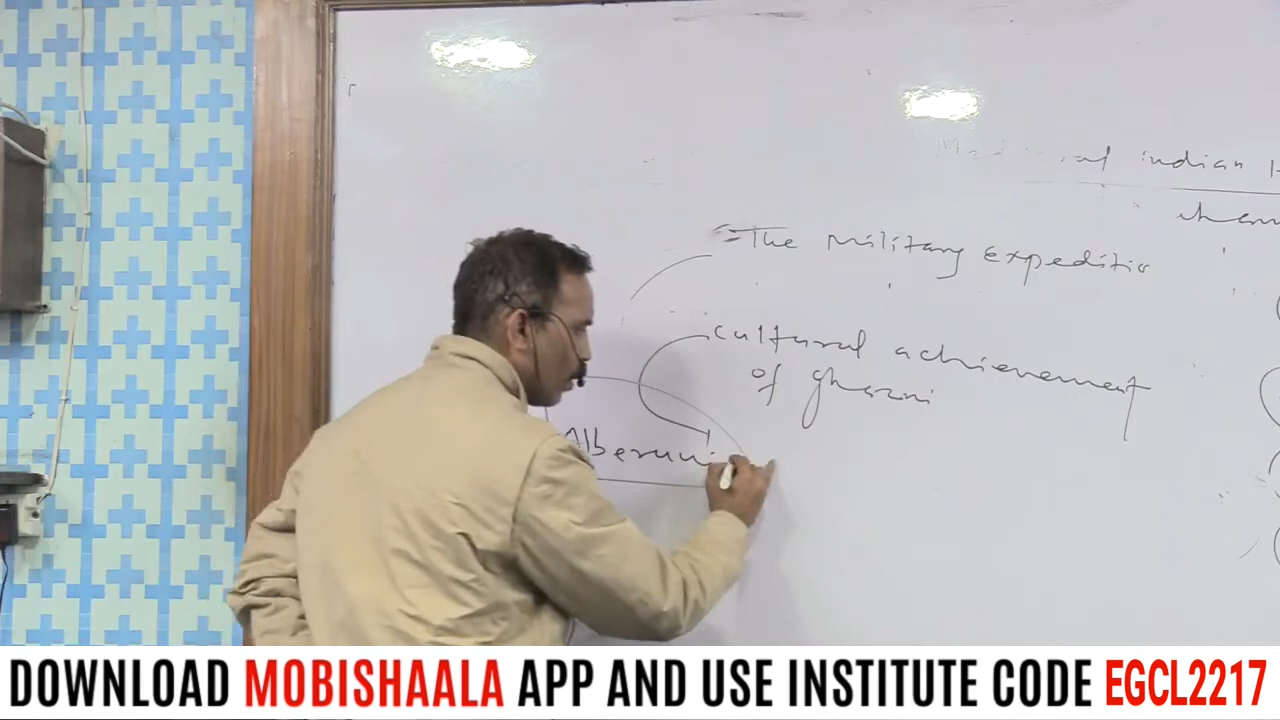 indian
The Military expeditio
cultural achievement
of ghazni
Alberuni
DOWNLOAD MOBISHAALA APP AND USE INSTITUTE CODE EGCL2217